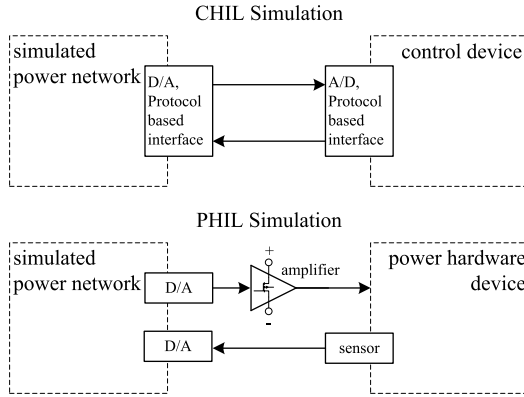 CHIL Simulation
simulated
power network
control device
D/A,
Protocol
based
interface
A/D,
Protocol
based
interface
PHIL Simulation
simulated
power network
power hardware
device
D/A
+
amplifier
-
D/A
sensor